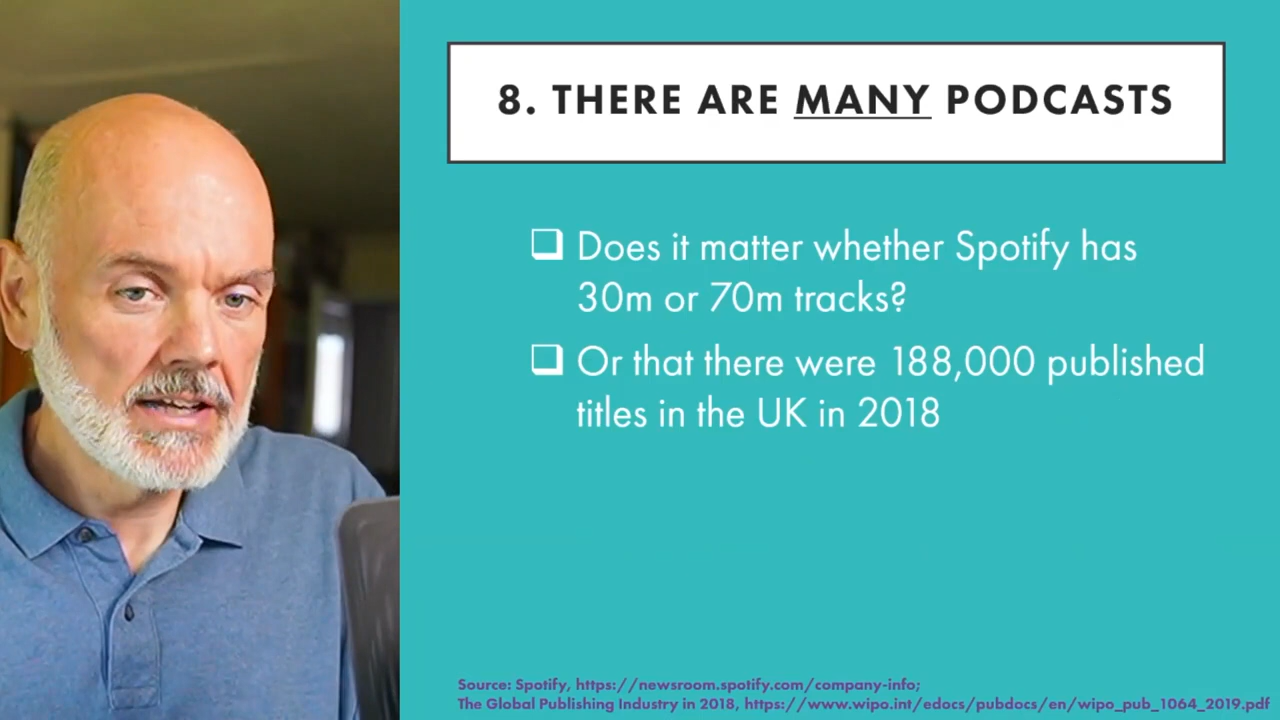 8. THERE ARE MANY PODCASTS
Does it matter whether Spotify has
30m or 70m tracks?
Or that there were 188,000 published
titles in the UK in 2018
Source: Spotify, https://newsroom.spotify.com/company-info;
The Global Publishing Industry in 2018, https://www.wipo.int/edocs/pubdocs/en/wipo_pub_1064_2019.pdf